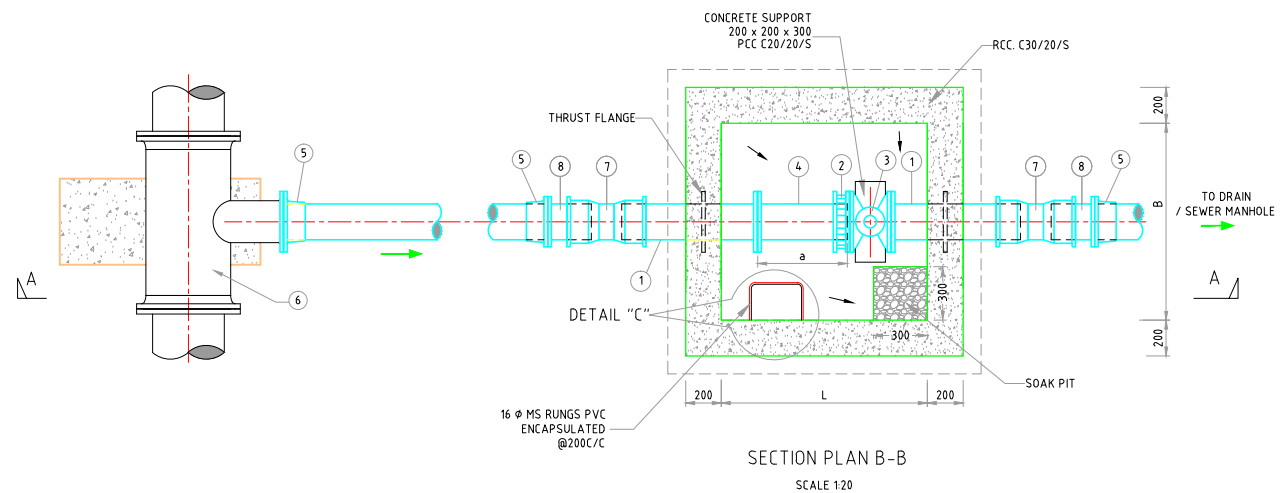 CONCRETE SUPPORT
200 x 200 x 300
PCC C20/20/S
RCC. C30/20/S
THRUST FLANGE
200
5
5
8
7
4
2
3
1
7
8
5
TO DRAIN
/ SEWER MANHOLE
B
A
1
a
6
A
300
DETAIL "C"
300
200
SOAK PIT
200
L
200
16 Ø MS RUNGS PVC
ENCAPSULATED
@200C/C
SECTION PLAN B-B
SCALE 1:20